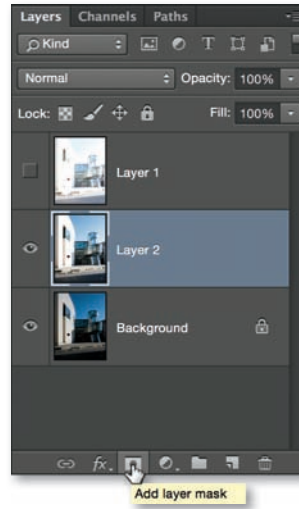 Layers Channels Paths
Kind T
Normal Opacity: 100%
Lock: Fill: 100%
Layer 1
Layer 2
Background
fx.
Add layer mask